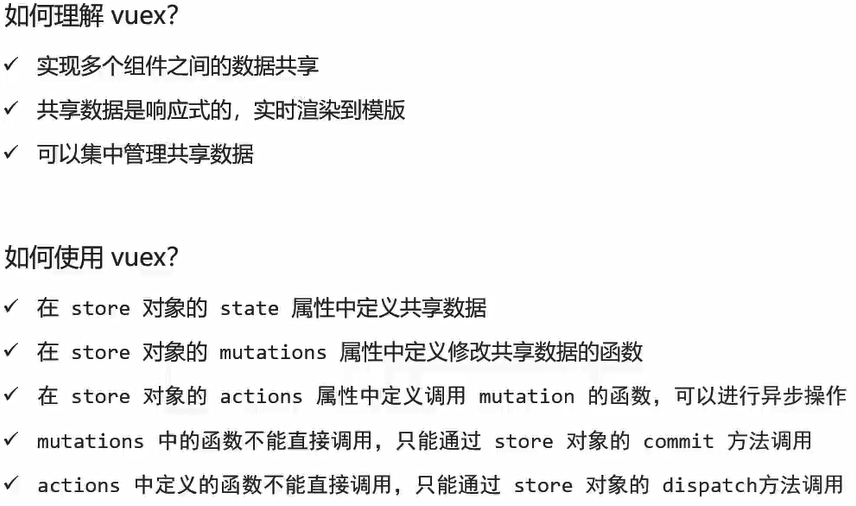 如何理解 vuex？
✓ 实现多个组件之间的数据共享
✓ 共享数据是响应式的，实时渲染到模版
✓ 可以集中管理共享数据
如何使用 vuex？
✓ 在 store 对象的 state 属性中定义共享数据
✓ 在 store 对象的 mutations 属性中定义修改共享数据的函数
✓ 在 store 对象的 actions 属性中定义调用 mutation 的函数，可以进行异步操作
✓ mutations 中的函数不能直接调用，只能通过 store 对象的 commit 方法调用
✓ actions 中定义的函数不能直接调用，只能通过 store 对象的 dispatch方法调用